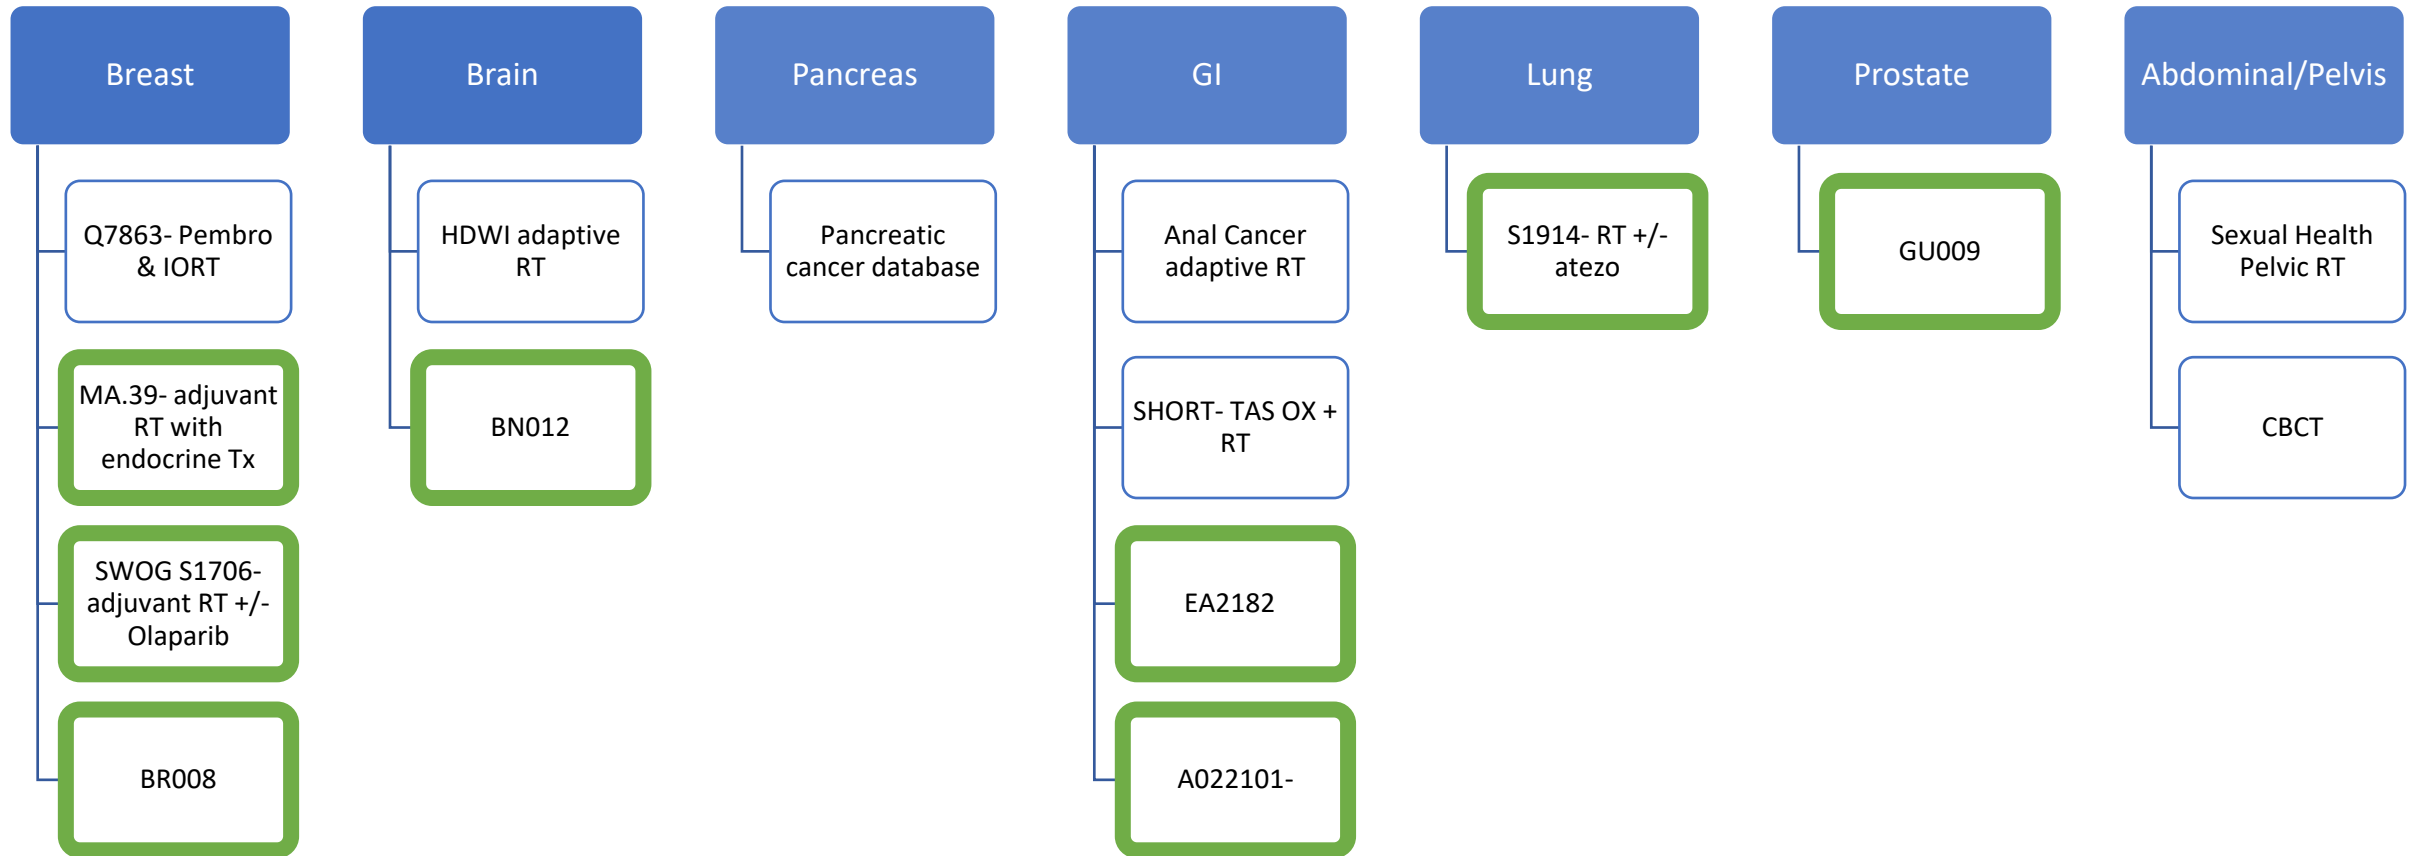 Breast
Q7863- Pembro
& IORT
MA.39- adjuvant
RT with
endocrine Tx
SWOG S1706-
adjuvant RT +/-
Olaparib
BR008
Brain
HDWI adaptive
RT
BN012
Pancreas
Pancreatic
cancer database
GI
Anal Cancer
adaptive RT
SHORT- TAS OX +
RT
EA2182
A022101-
Lung
S1914- RT +/-
atezo
Prostate
GU009
Abdominal/Pelvis
Sexual Health
Pelvic RT
CBCT